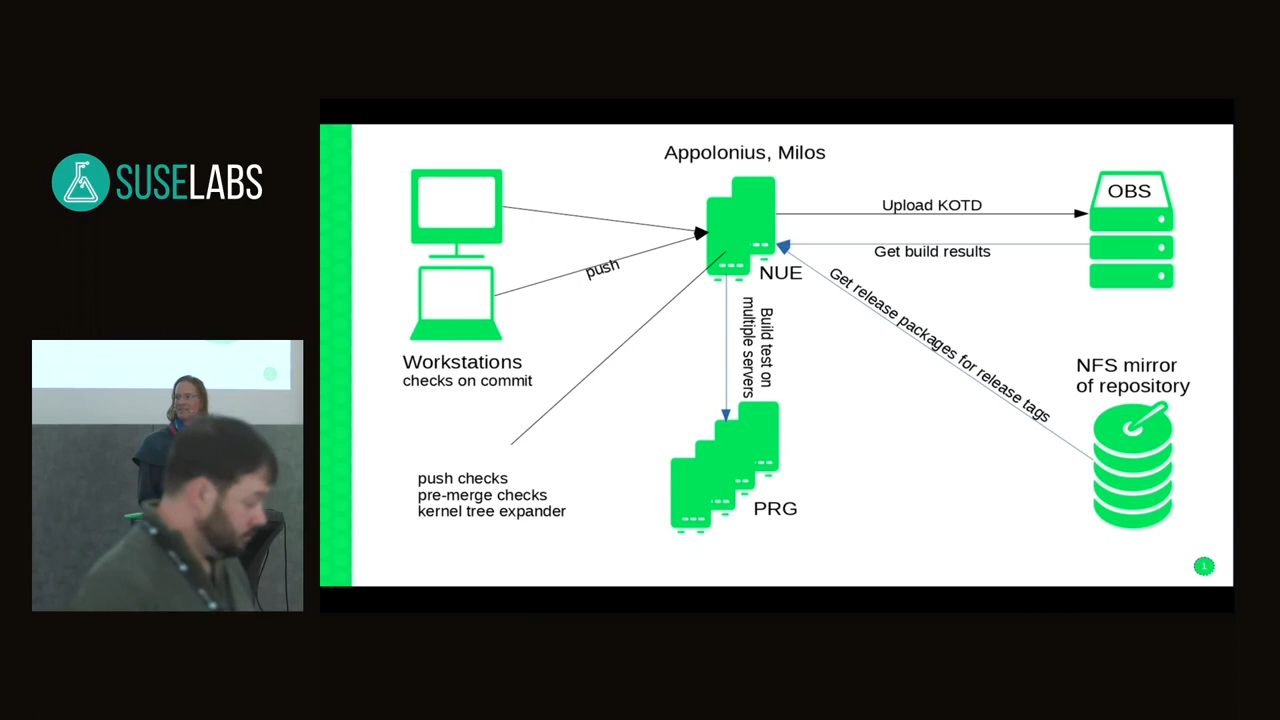 SUSELABS
Appolonius, Milos
OBS
Upload KOTD
Get build results
push
NUE
Get release packages for release tags
Build test on
multiple servers
Workstations
checks on commit
NFS mirror
of repository
push checks
pre-merge checks
kernel tree expander
PRG
1